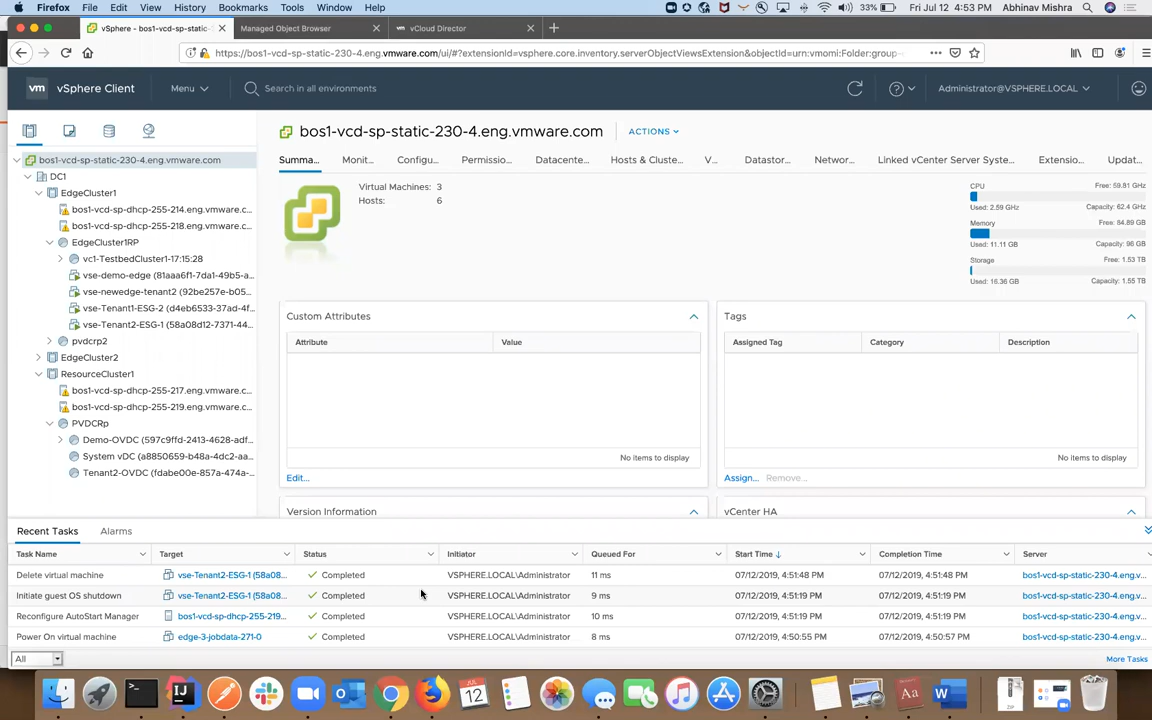 Firefox File Edit View History Bookmarks Tools Window Help 33% Fri Jul 12 4:53 PM Abhinav Mishra
vSphere - bos1-vcd-sp-static- Managed Object Browser vCloud Director
https://bos1-vcd-sp-static-230-4.eng.vmware.com/ui/#?extensionId=vsphere.core.inventory.serverObjectViewsExtension&objectId=urn:vmomi:Folder:group-
vm vSphere Client Menu Search in all environments Administrator@VSPHERE.LOCAL
bos1-vcd-sp-static-230-4.eng.vmware.com ACTIONS
bos1-vcd-sp-static-230-4.eng.vmware.com
DC1
EdgeCluster1
bos1-vcd-sp-dhcp-255-214.eng.vmware.c...
bos1-vcd-sp-dhcp-255-218.eng.vmware.c...
EdgeCluster1RP
vc1-TestbedCluster1-17:15:28
vse-demo-edge (81aaa6f1-7da1-49b5-a...
vse-newedge-tenant2 (92be257e-b05...
vse-Tenant1-ESG-2 (d4eb6533-37ad-4f...
vse-Tenant2-ESG-1 (58a08d12-7371-44...
pvdcrp2
EdgeCluster2
ResourceCluster1
bos1-vcd-sp-dhcp-255-217.eng.vmware.c...
bos1-vcd-sp-dhcp-255-219.eng.vmware.c...
PVDCRp
Demo-OVDC (597c9ffd-2413-4628-adf...
System vDC (a8850659-b48a-4dc2-aa...
Tenant2-OVDC (fdabe00e-857a-474a-...
Summa... Monit... Configu... Permissio... Datacente... Hosts & Cluste... V... Datastor... Networ... Linked vCenter Server Syste... Extensio... Updat...
Virtual Machines: 3
Hosts: 6
CPU Free: 59.81 GHz
Used: 2.59 GHz Capacity: 62.4 GHz
Memory Free: 84.89 GB
Used: 11.11 GB Capacity: 96 GB
Storage Free: 1.53 TB
Used: 16.36 GB Capacity: 1.55 TB
Custom Attributes
Attribute Value
No items to display
Edit...
Tags
Assigned Tag Category Description
No items to display
Assign... Remove...
Version Information
vCenter HA
Recent Tasks Alarms
Task Name Target Status Initiator Queued For Start Time Completion Time Server
Delete virtual machine vse-Tenant2-ESG-1 (58a08... Completed VSPHERE.LOCAL\Administrator 11 ms 07/12/2019, 4:51:48 PM 07/12/2019, 4:51:48 PM bos1-vcd-sp-static-230-4.eng.v...
Initiate guest OS shutdown vse-Tenant2-ESG-1 (58a08... Completed VSPHERE.LOCAL\Administrator 9 ms 07/12/2019, 4:51:19 PM 07/12/2019, 4:51:19 PM bos1-vcd-sp-static-230-4.eng.v...
Reconfigure AutoStart Manager bos1-vcd-sp-dhcp-255-219... Completed VSPHERE.LOCAL\Administrator 10 ms 07/12/2019, 4:51:19 PM 07/12/2019, 4:51:19 PM bos1-vcd-sp-static-230-4.eng.v...
Power On virtual machine edge-3-jobdata-271-0 Completed VSPHERE.LOCAL\Administrator 8 ms 07/12/2019, 4:50:55 PM 07/12/2019, 4:50:57 PM bos1-vcd-sp-static-230-4.eng.v...
All More Tasks
JUL 12